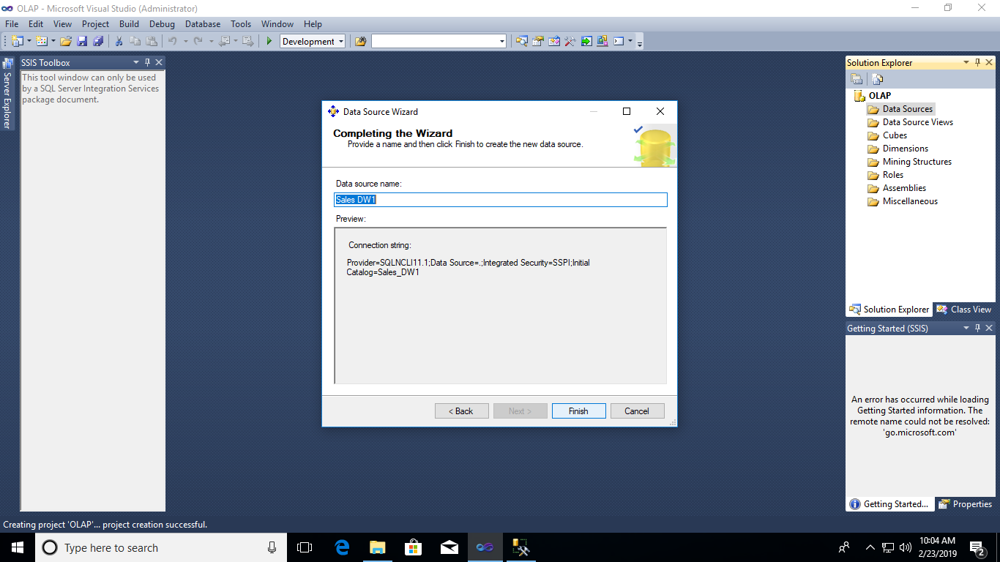 OLAP - Microsoft Visual Studio (Administrator)
File Edit View Project Build Debug Database Tools Window Help
Development
Server Explorer
SSIS Toolbox
This tool window can only be used
by a SQL Server Integration Services
package document.
Data Source Wizard
Completing the Wizard
Provide a name and then click Finish to create the new data source.
Data source name:
Sales DW1
Preview:
Connection string:
Provider=SQLNCLI11.1;Data Source=.;Integrated Security=SSPI;Initial
Catalog=Sales_DW1
< Back Next > Finish Cancel
Solution Explorer
OLAP
Data Sources
Data Source Views
Cubes
Dimensions
Mining Structures
Roles
Assemblies
Miscellaneous
Solution Explorer Class View
Getting Started (SSIS)
An error has occurred while loading
Getting Started information. The
remote name could not be resolved:
'go.microsoft.com'
Getting Started... Properties
Creating project 'OLAP'... project creation successful.
Type here to search
10:04 AM
2/23/2019
2